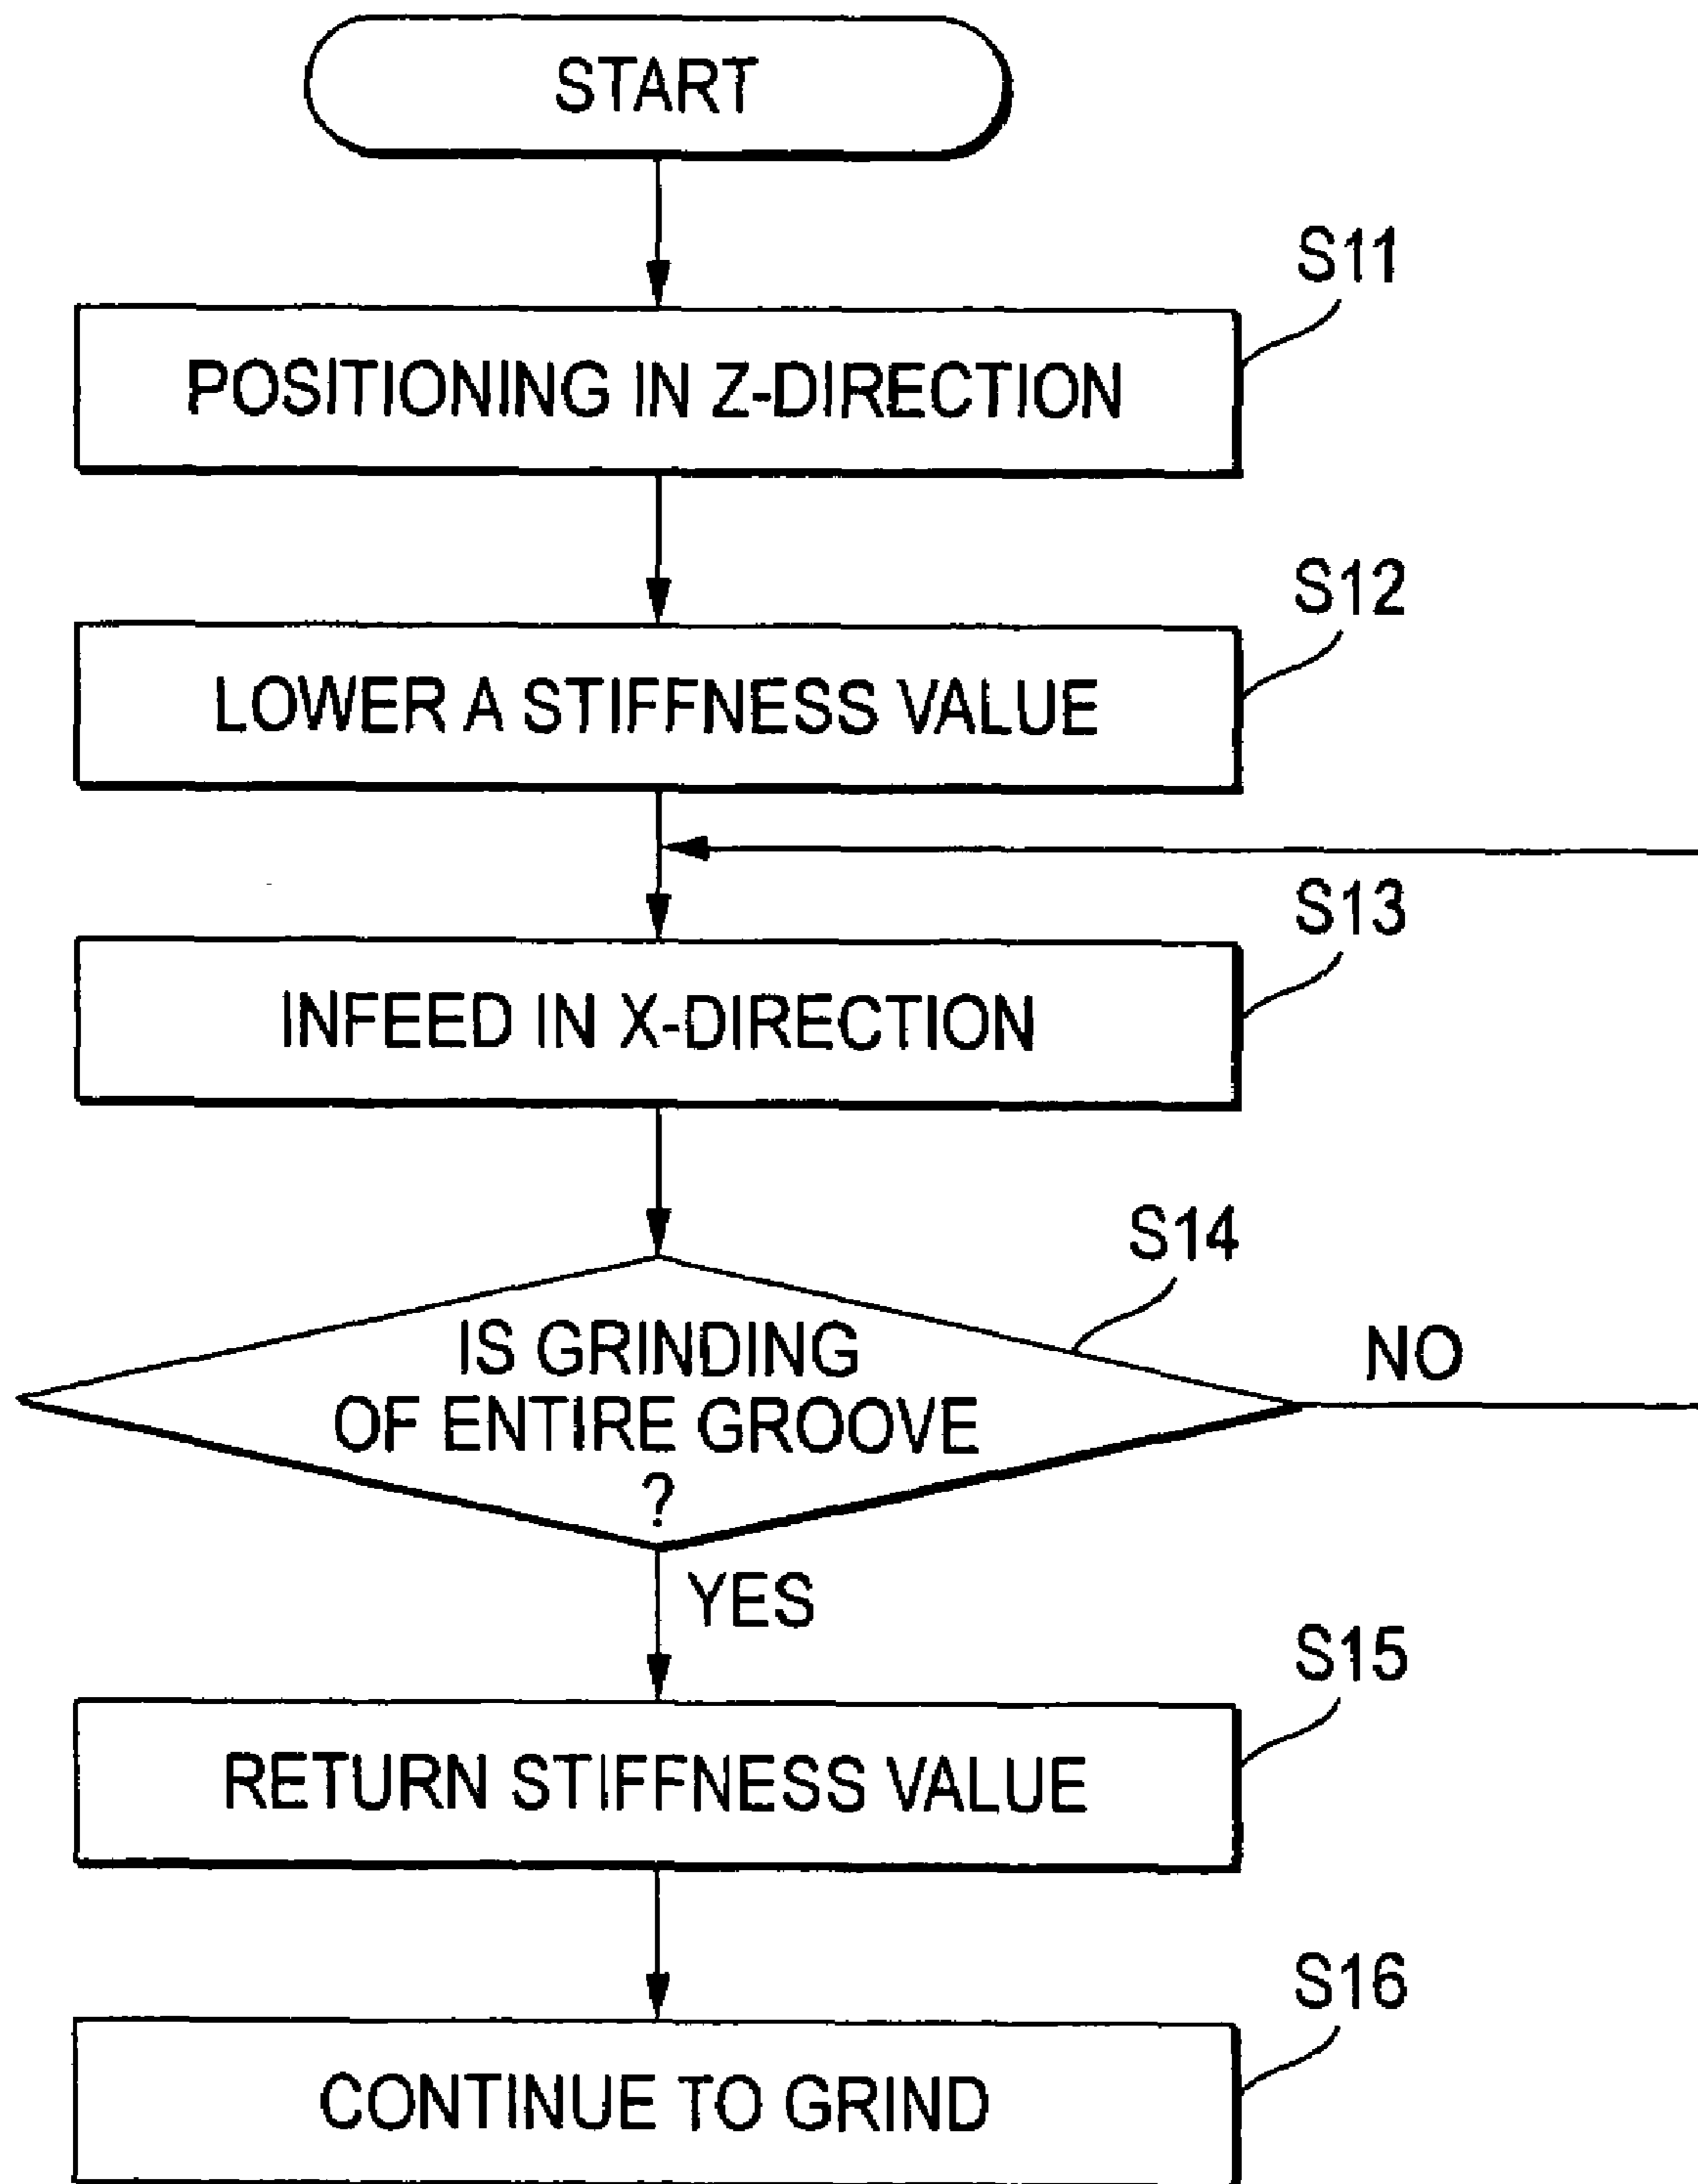 START
S11
POSITIONING IN Z-DIRECTION
S12
LOWER A STIFFNESS VALUE
S13
INFEED IN X-DIRECTION
S14
IS GRINDING
OF ENTIRE GROOVE
?
NO
YES
S15
RETURN STIFFNESS VALUE
S16
CONTINUE TO GRIND